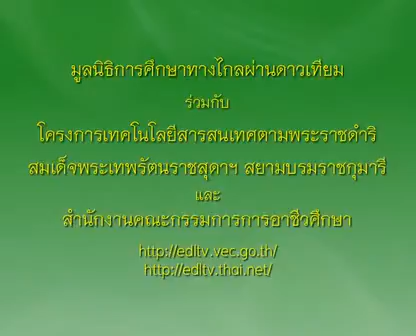 มูลนิธิการศึกษาทางไกลผ่านดาวเทียม
ร่วมกับ
โครงการเทคโนโลยีสารสนเทศตามพระราชดำริ
สมเด็จพระเทพรัตนราชสุดาฯ สยามบรมราชกุมารี
และ
สำนักงานคณะกรรมการการอาชีวศึกษา
http://edltv.vec.go.th/
http://edltv.thai.net/